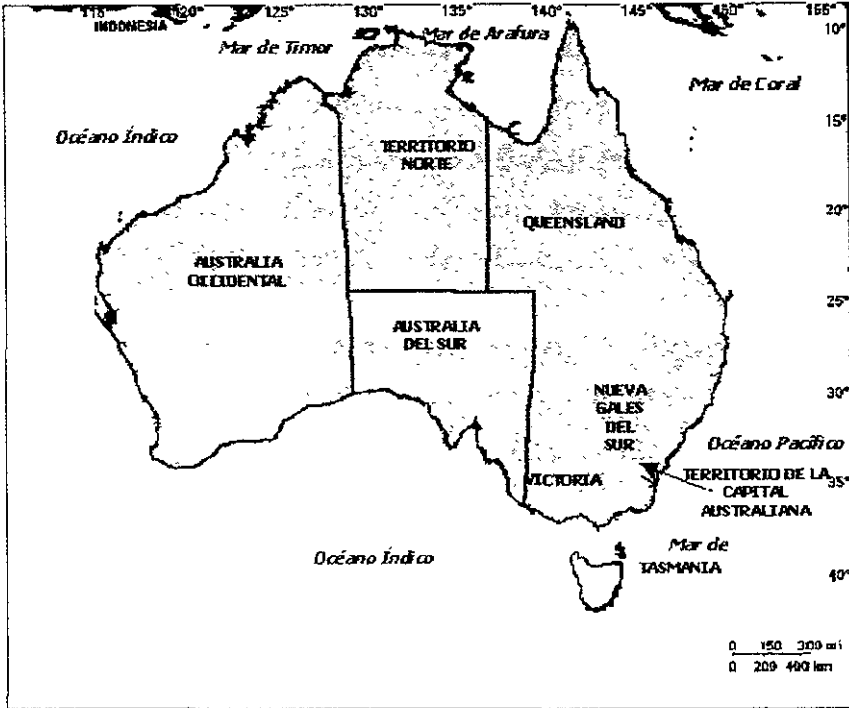 115° 120° 125° 130° 135° 140° 145° 150° 155°
INDONESIA
Mar de Timor
Mar de Arafura
10°
Mar de Coral
Océano Índico
15°
TERRITORIO
NORTE
QUEENSLAND
20°
AUSTRALIA
OCCIDENTAL
25°
AUSTRALIA
DEL SUR
NUEVA
GALES
DEL
SUR
30°
Océano Pacífico
VICTORIA
TERRITORIO DE LA
CAPITAL
AUSTRALIANA
35°
Océano Índico
Mar de
TASMANIA
40°
0 150 300 mi
0 200 400 km